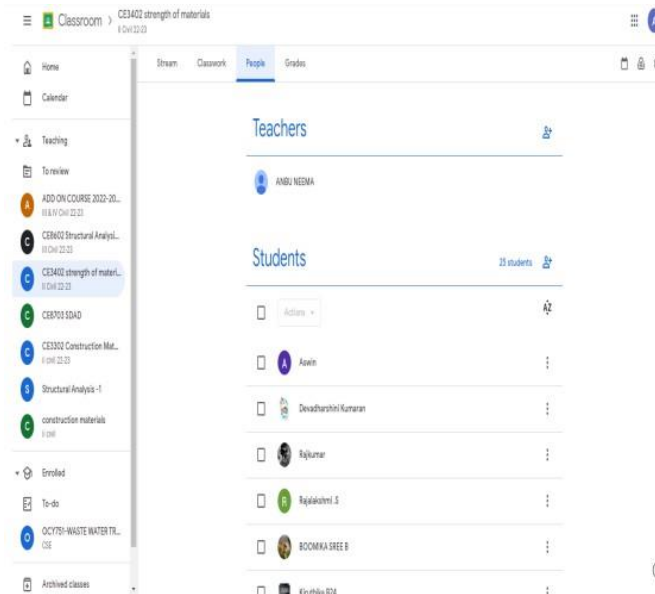 Classroom > CE3402 strength of materials
II Civil 22-23
Home
Calendar
Teaching
To review
A ADD ON COURSE 2022-20...
III & IV Civil 22-23
C CE8602 Structural Analysi...
III Civil 22-23
C CE3402 strength of materi...
II Civil 22-23
C CE8703 SDAD
C CE3302 Construction Mat...
ii civil 22-23
S Structural Analysis -1
C construction materials
ii civil
Enrolled
To-do
O OCY751-WASTE WATER TR...
CSE
Archived classes
Stream Classwork People Grades
Teachers
ANBU NEEMA
Students 23 students
Actions
AZ
A Aswin
Devadharshini Kumaran
Rajkumar
R Rajalakshmi .S
BOOMIKA SREE B
Kiruthika B24